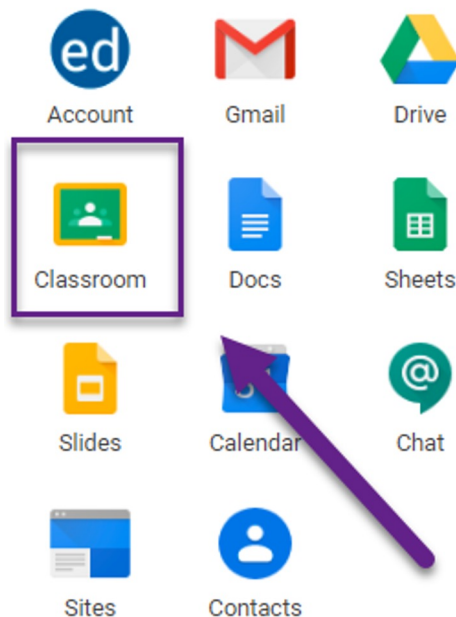 ed
Account Gmail Drive
Classroom Docs Sheets
Slides Calendar Chat
@
Sites Contacts